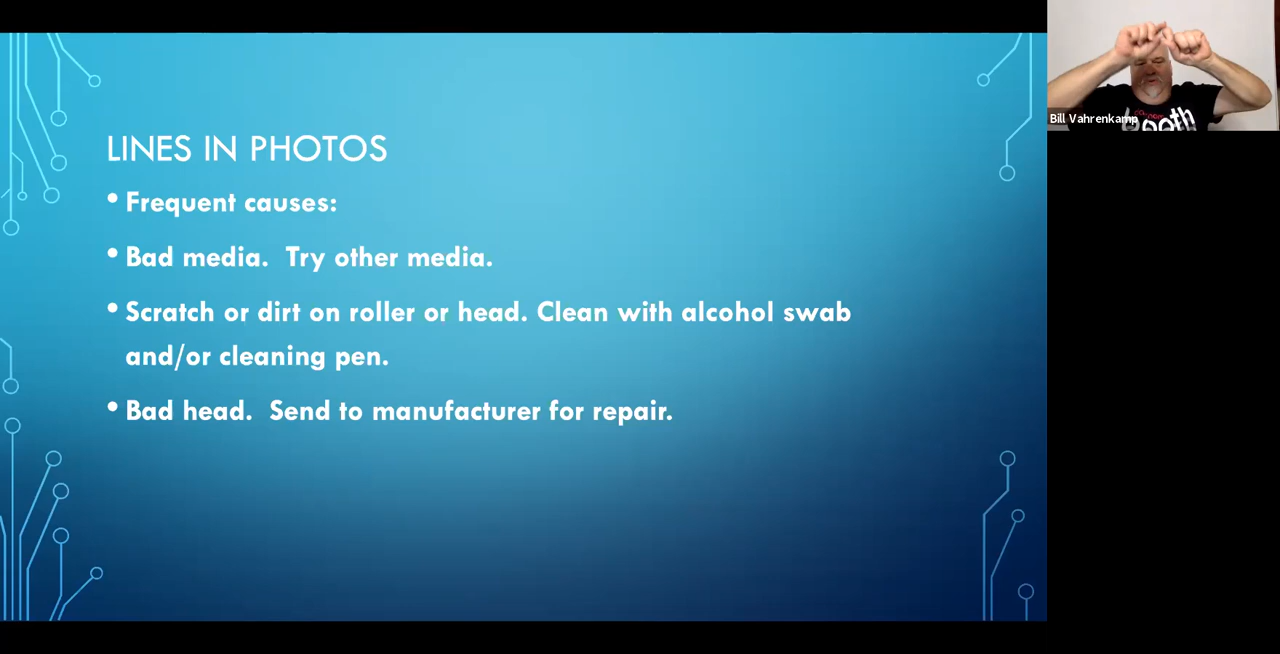 LINES IN PHOTOS
• Frequent causes:
• Bad media.  Try other media.
• Scratch or dirt on roller or head. Clean with alcohol swab
and/or cleaning pen.
• Bad head.  Send to manufacturer for repair.
Bill Vahrenkamp
booth